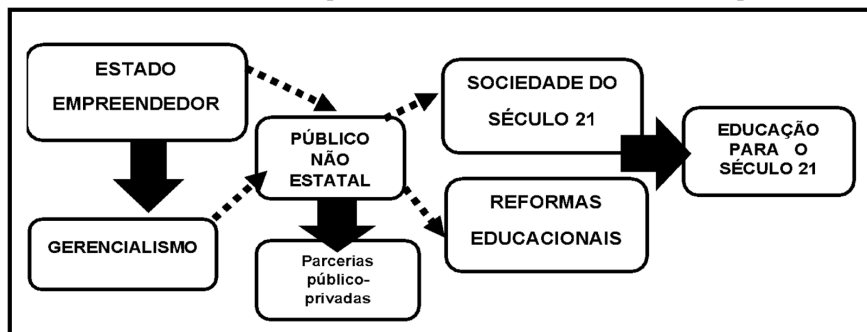 ESTADO
EMPREENDEDOR
GERENCIALISMO
PÚBLICO
NÃO
ESTATAL
Parcerias
público-
privadas
SOCIEDADE DO
SÉCULO 21
REFORMAS
EDUCACIONAIS
EDUCAÇÃO
PARA O
SÉCULO 21